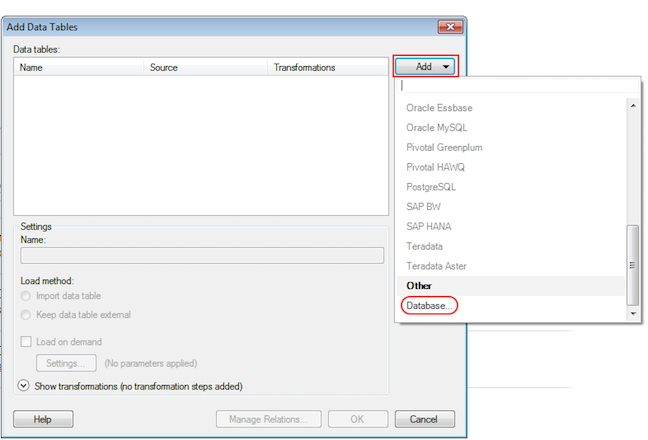 Add Data Tables
Data tables:
Name Source Transformations
Add
Oracle Essbase
Oracle MySQL
Pivotal Greenplum
Pivotal HAWQ
PostgreSQL
SAP BW
SAP HANA
Teradata
Teradata Aster
Other
Database...
Settings
Name:
Load method:
Import data table
Keep data table external
Load on demand
Settings... (No parameters applied)
Show transformations (no transformation steps added)
Help Manage Relations... OK Cancel